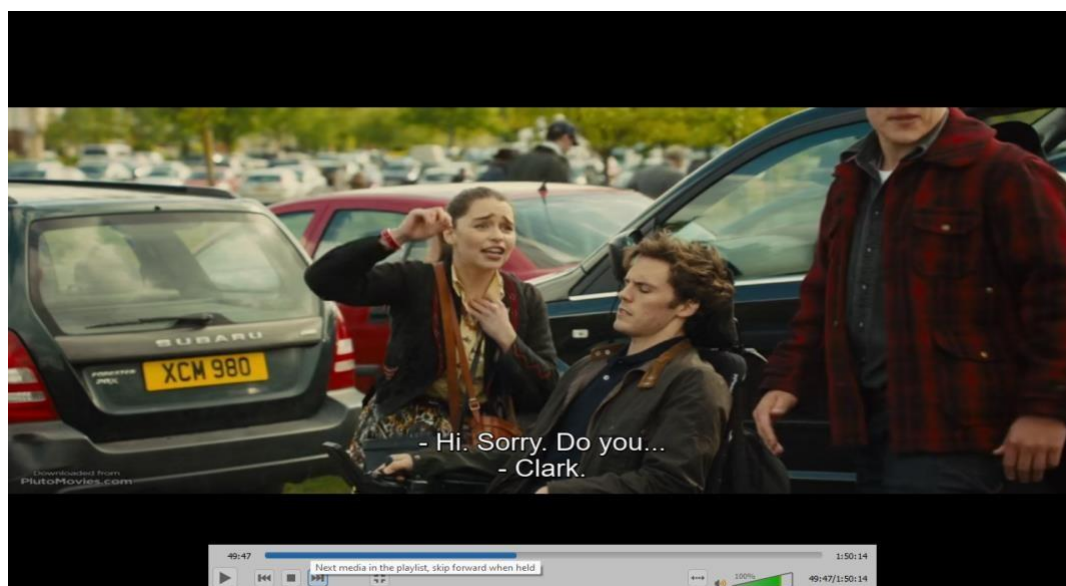 SUBARU
XCM 980
FORESTER
- Hi. Sorry. Do you...
- Clark.
Downloaded from
PlutoMovies.com
49:47
1:50:14
Next media in the playlist, skip forward when held
100%
49:47/1:50:14